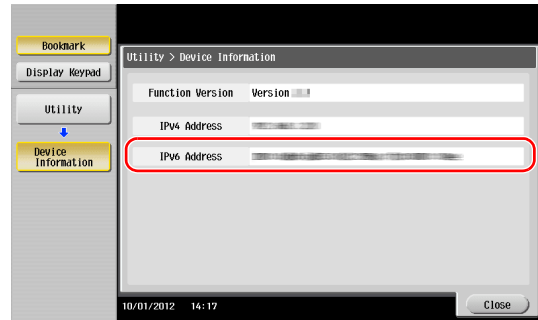 Bookmark
Display Keypad
Utility
Device
Information
Utility > Device Information
Function Version Version
IPv4 Address
IPv6 Address
10/01/2012 14:17
Close